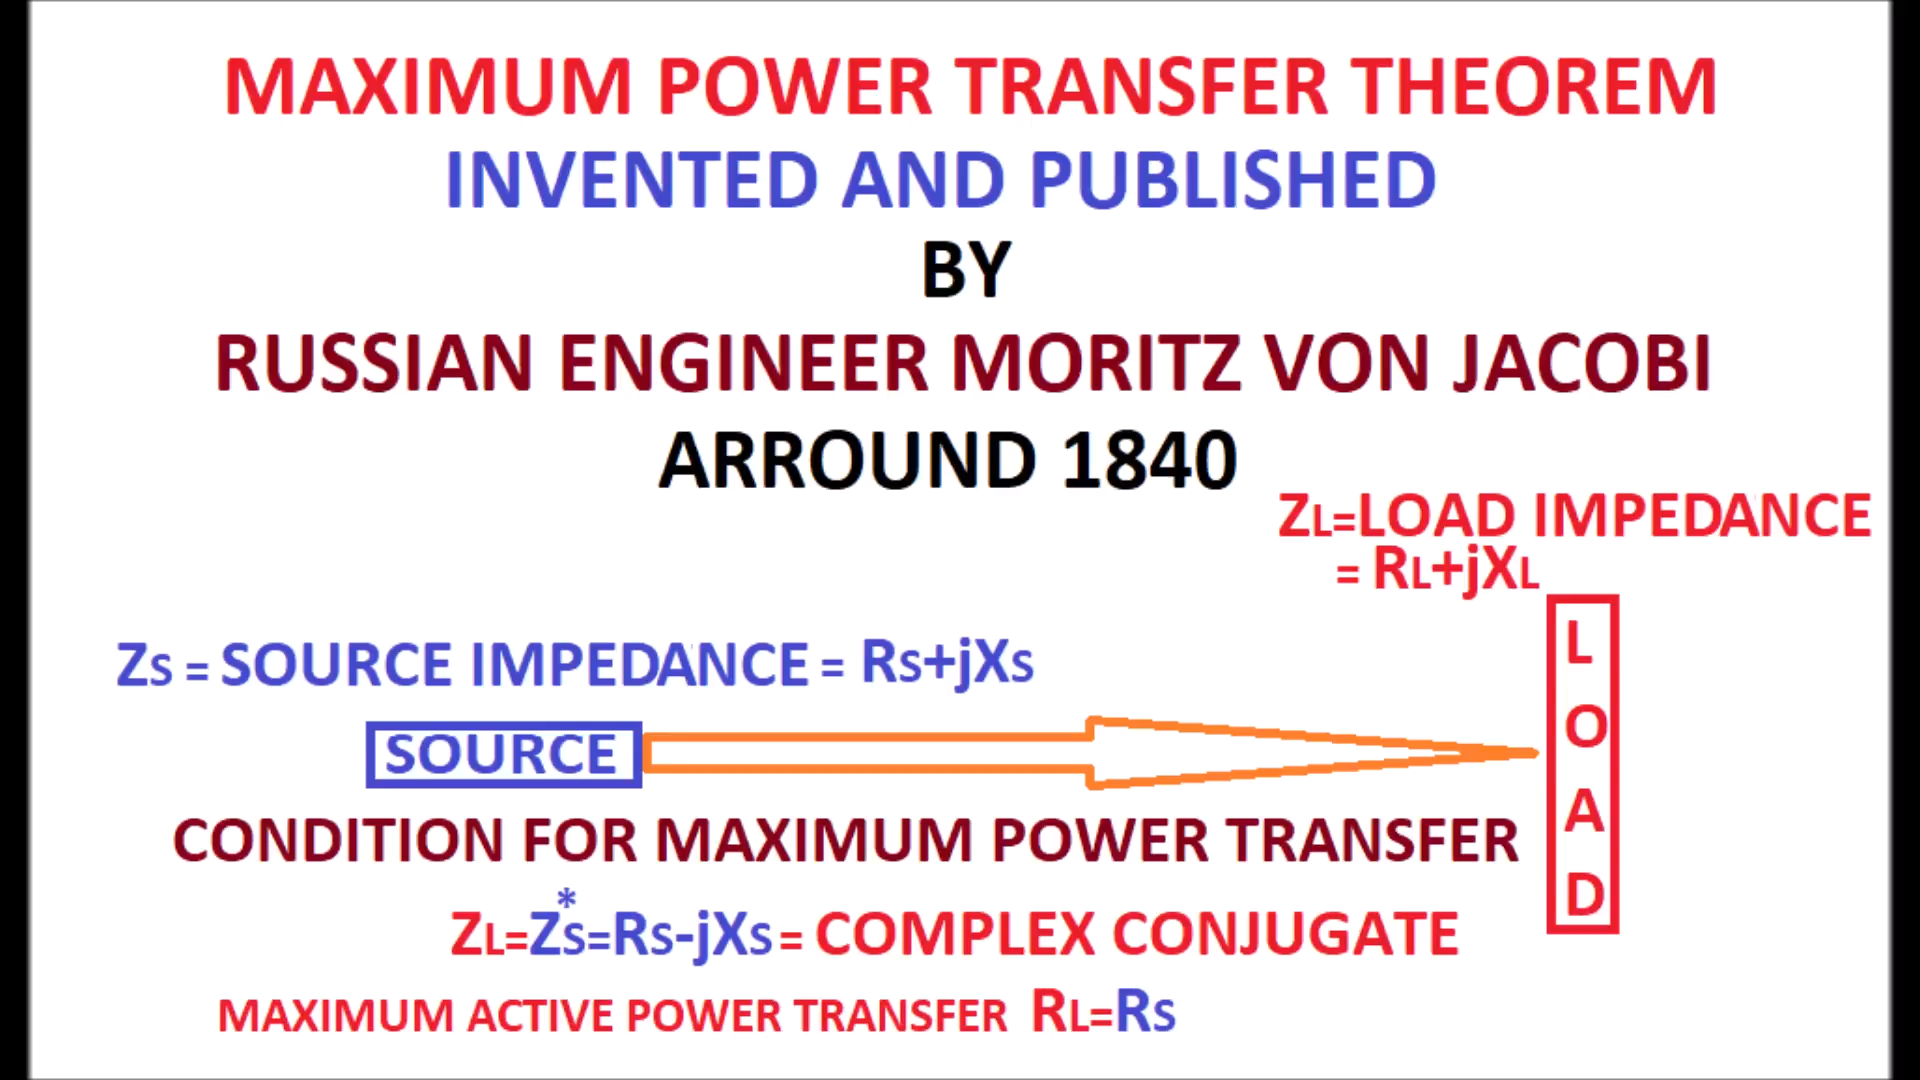 MAXIMUM POWER TRANSFER THEOREM
INVENTED AND PUBLISHED
BY
RUSSIAN ENGINEER MORITZ VON JACOBI
ARROUND 1840
ZL=LOAD IMPEDANCE
= RL+jXL
ZS = SOURCE IMPEDANCE = RS+jXS
SOURCE
LOAD
CONDITION FOR MAXIMUM POWER TRANSFER
ZL=ZS*=RS-jXS = COMPLEX CONJUGATE
MAXIMUM ACTIVE POWER TRANSFER RL=RS